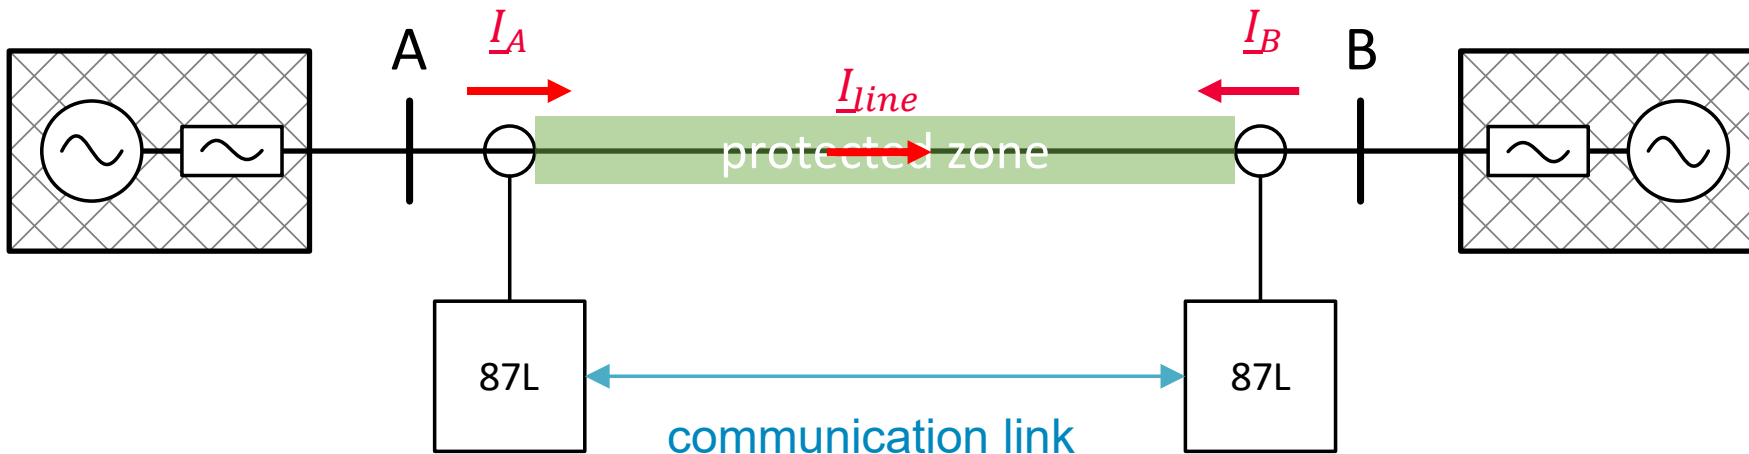 A
I_A
I_line
I_B
B
protected zone
87L
87L
communication link